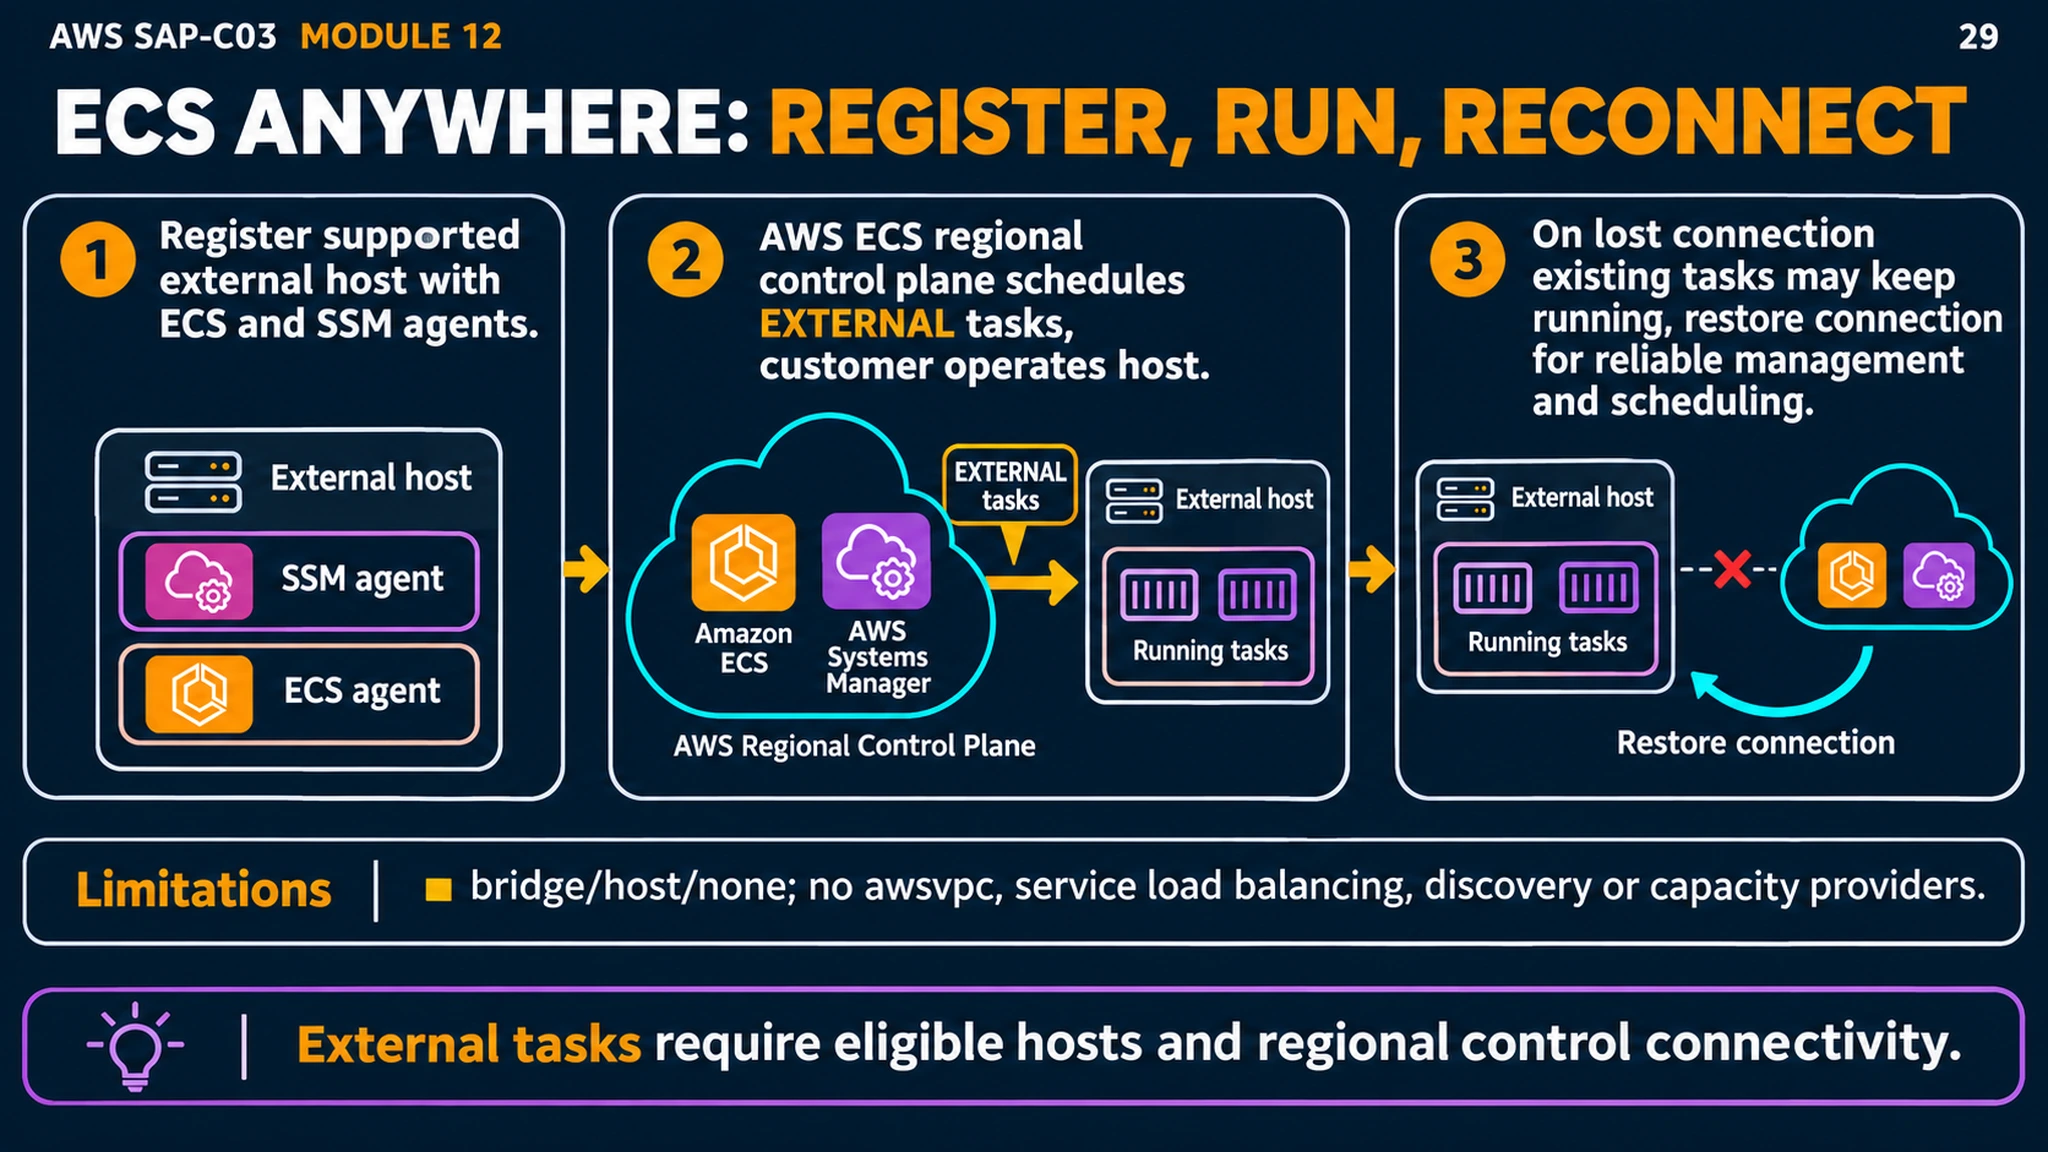 AWS SAP-C03 MODULE 12
29
ECS ANYWHERE: REGISTER, RUN, RECONNECT
1
Register supported
external host with
ECS and SSM agents.
External host
SSM agent
ECS agent
2
AWS ECS regional
control plane schedules
EXTERNAL tasks,
customer operates host.
EXTERNAL
tasks
Amazon
ECS
AWS
Systems
Manager
AWS Regional Control Plane
External host
Running tasks
3
On lost connection
existing tasks may keep
running, restore connection
for reliable management
and scheduling.
External host
Running tasks
Restore connection
Limitations
bridge/host/none; no awsvpc, service load balancing, discovery or capacity providers.
External tasks require eligible hosts and regional control connectivity.